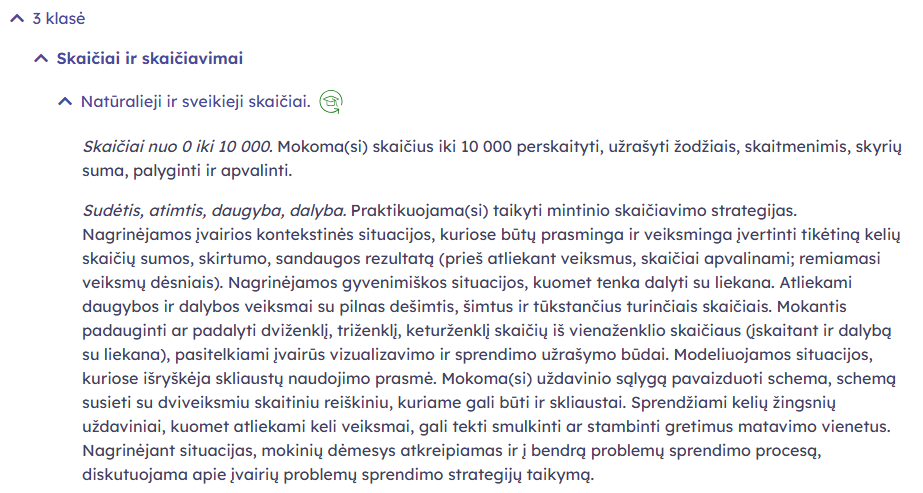 3 klasė
Skaičiai ir skaičiavimai
Natūralieji ir sveikieji skaičiai.
Skaičiai nuo 0 iki 10 000. Mokoma(si) skaičius iki 10 000 perskaityti, užrašyti žodžiais, skaitmenimis, skyrių
suma, palyginti ir apvalinti.
Sudėtis, atimtis, daugyba, dalyba. Praktikuojama(si) taikyti mintinio skaičiavimo strategijas.
Nagrinėjamos įvairios kontekstinės situacijos, kuriose būtų prasminga ir veiksminga įvertinti tikėtiną kelių
skaičių sumos, skirtumo, sandaugos rezultatą (prieš atliekant veiksmus, skaičiai apvalinami; remiamasi
veiksmų dėsniais). Nagrinėjamos gyvenimiškos situacijos, kuomet tenka dalyti su liekana. Atliekami
daugybos ir dalybos veiksmai su pilnas dešimtis, šimtus ir tūkstančius turinčiais skaičiais. Mokantis
padauginti ar padalyti dviženklį, triženklį, keturženklį skaičių iš vienaženklio skaičiaus (įskaitant ir dalybą
su liekana), pasitelkiami įvairūs vizualizavimo ir sprendimo užrašymo būdai. Modeliuojamos situacijos,
kuriose išryškėja skliaustų naudojimo prasmė. Mokoma(si) uždavinio sąlygą pavaizduoti schema, schemą
susieti su dviveiksmiu skaitiniu reiškiniu, kuriame gali būti ir skliaustai. Sprendžiami kelių žingsnių
uždaviniai, kuomet atliekami keli veiksmai, gali tekti smulkinti ar stambinti gretimus matavimo vienetus.
Nagrinėjant situacijas, mokinių dėmesys atkreipiamas ir į bendrą problemų sprendimo procesą,
diskutuojama apie įvairių problemų sprendimo strategijų taikymą.